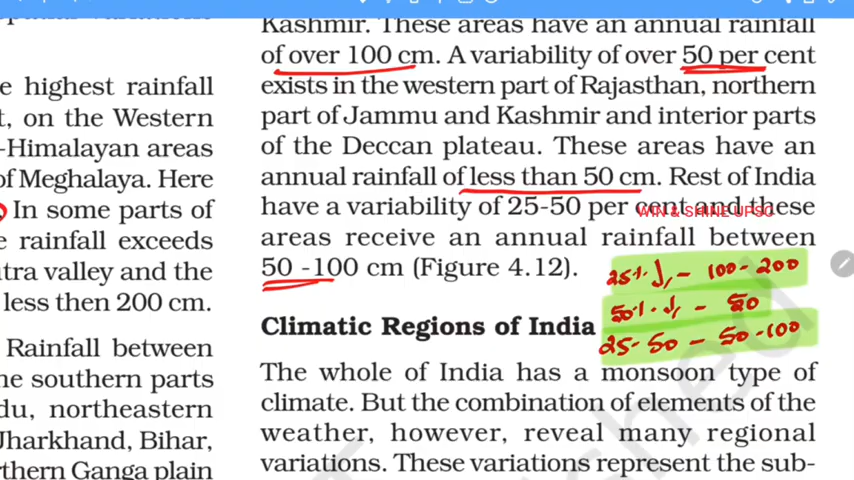 e highest rainfall
t, on the Western
-Himalayan areas
of Meghalaya. Here
In some parts of
e rainfall exceeds
utra valley and the
less then 200 cm.
Rainfall between
he southern parts
du, northeastern
Jharkhand, Bihar,
rthern Ganga plain
Kashmir. These areas have an annual rainfall
of over 100 cm. A variability of over 50 per cent
exists in the western part of Rajasthan, northern
part of Jammu and Kashmir and interior parts
of the Deccan plateau. These areas have an
annual rainfall of less than 50 cm. Rest of India
have a variability of 25-50 per cent and these
WIN & SHINE UPSC
areas receive an annual rainfall between
50 -100 cm (Figure 4.12).
25% - 100-200
50% - 50
25-50 - 50-100
Climatic Regions of India
The whole of India has a monsoon type of
climate. But the combination of elements of the
weather, however, reveal many regional
variations. These variations represent the sub-